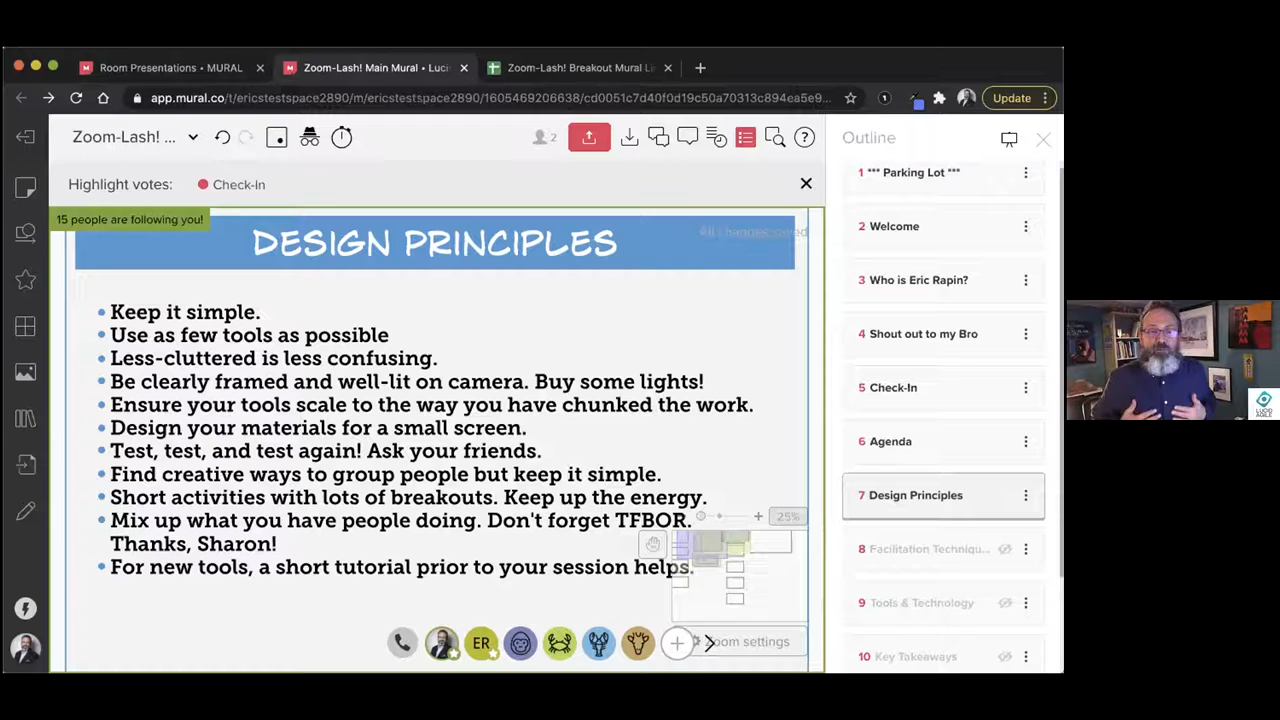 Room Presentations • MURAL
Zoom-Lash! Main Mural • Luci
Zoom-Lash! Breakout Mural Li
app.mural.co/t/ericstestspace2890/m/ericstestspace2890/1605469206638/cd0051c7d40f0d19c50a70313c894ea5e9...
Update
Zoom-Lash! ...
2
Outline
Highlight votes:
Check-In
15 people are following you!
All changes saved
DESIGN PRINCIPLES
• Keep it simple.
• Use as few tools as possible
• Less-cluttered is less confusing.
• Be clearly framed and well-lit on camera. Buy some lights!
• Ensure your tools scale to the way you have chunked the work.
• Design your materials for a small screen.
• Test, test, and test again! Ask your friends.
• Find creative ways to group people but keep it simple.
• Short activities with lots of breakouts. Keep up the energy.
• Mix up what you have people doing. Don't forget TFBOR.
Thanks, Sharon!
• For new tools, a short tutorial prior to your session helps.
25%
ER
Zoom settings
1 *** Parking Lot ***
2 Welcome
3 Who is Eric Rapin?
4 Shout out to my Bro
5 Check-In
6 Agenda
7 Design Principles
8 Facilitation Techniqu...
9 Tools & Technology
10 Key Takeaways
LUCID
AGILE